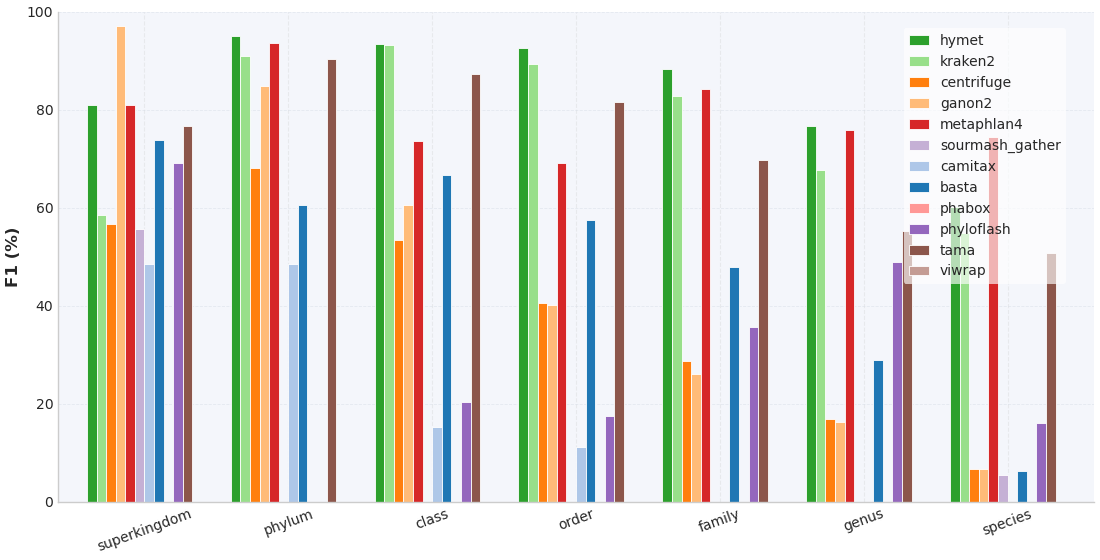 100
80
60
40
20
0
F1 (%)
hymet
kraken2
centrifuge
ganon2
metaphlan4
sourmash_gather
camitax
basta
phabox
phyloflash
tama
viwrap
superkingdom
phylum
class
order
family
genus
species